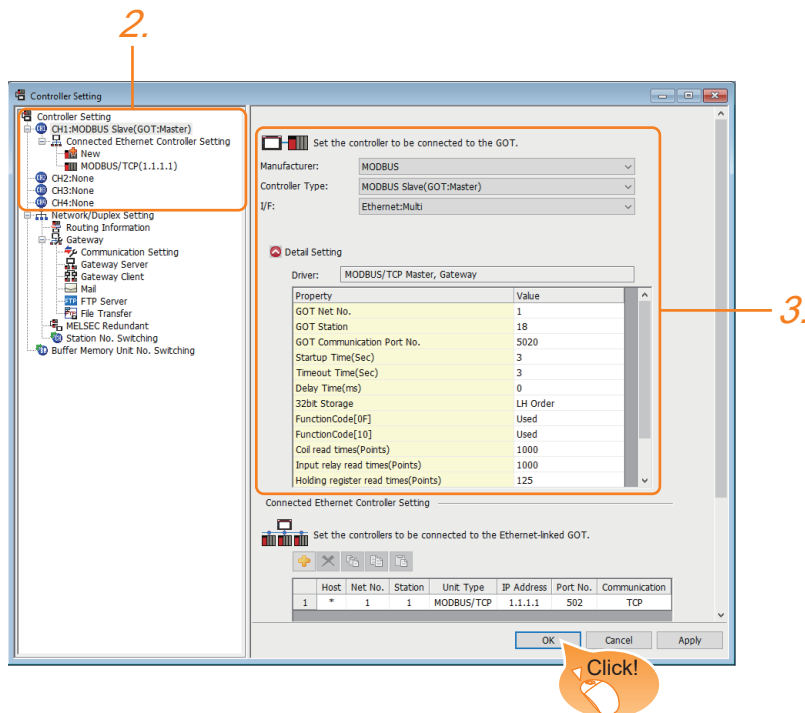 2.
Controller Setting
Controller Setting
CH1:MODBUS Slave(GOT:Master)
Connected Ethernet Controller Setting
New
MODBUS/TCP(1.1.1.1)
CH2:None
CH3:None
CH4:None
Network/Duplex Setting
Routing Information
Gateway
Communication Setting
Gateway Server
Gateway Client
Mail
FTP Server
File Transfer
MELSEC Redundant
Station No. Switching
Buffer Memory Unit No. Switching
Set the controller to be connected to the GOT.
Manufacturer: MODBUS
Controller Type: MODBUS Slave(GOT:Master)
I/F: Ethernet:Multi
Detail Setting
Driver: MODBUS/TCP Master, Gateway
Property Value
GOT Net No. 1
GOT Station 18
GOT Communication Port No. 5020
Startup Time(Sec) 3
Timeout Time(Sec) 3
Delay Time(ms) 0
32bit Storage LH Order
FunctionCode[0F] Used
FunctionCode[10] Used
Coil read times(Points) 1000
Input relay read times(Points) 1000
Holding register read times(Points) 125
3.
Connected Ethernet Controller Setting
Set the controllers to be connected to the Ethernet-linked GOT.
Host Net No. Station Unit Type IP Address Port No. Communication
1 * 1 1 MODBUS/TCP 1.1.1.1 502 TCP
OK Cancel Apply
Click!